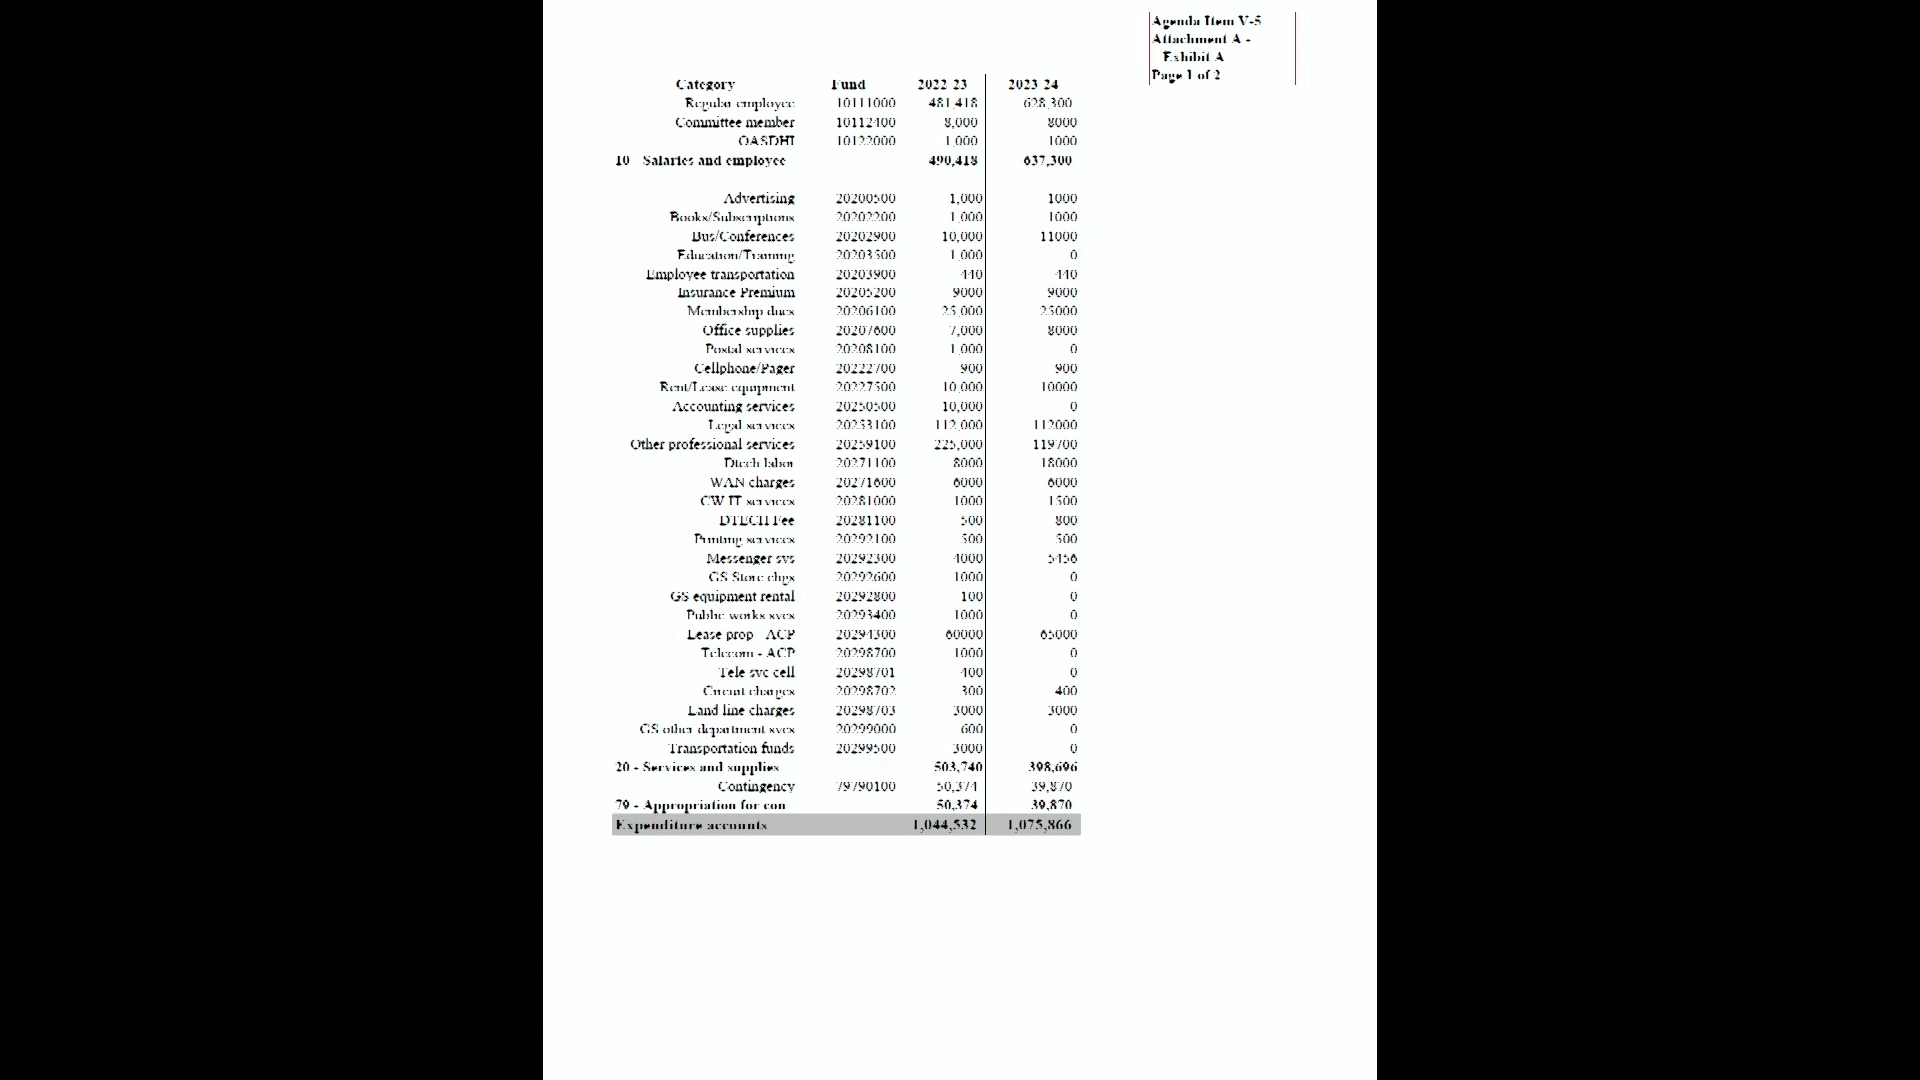 Agenda Item V-5
Attachment A -
Exhibit A
Page 1 of 2
Category Fund 2022-23 2023-24
Regular employee 10111000 481,418 628,300
Committee member 10112400 8,000 8000
OASDHI 10122000 1,000 1000
10 - Salaries and employee 490,418 637,300
Advertising 20200500 1,000 1000
Books/Subscriptions 20202200 1,000 1000
Bus/Conferences 20202900 10,000 11000
Education/Training 20203500 1,000 0
Employee transportation 20203900 440 440
Insurance Premium 20205200 9000 9000
Membership dues 20206100 25,000 25000
Office supplies 20207600 7,000 8000
Postal services 20208100 1,000 0
Cellphone/Pager 20222700 900 900
Rent/Lease equipment 20227500 10,000 10000
Accounting services 20250500 10,000 0
Legal services 20253100 112,000 112000
Other professional services 20259100 225,000 119700
Dtech labor 20271100 8000 18000
WAN charges 20271600 6000 6000
CW IT services 20281000 1000 1500
DTECH Fee 20281100 500 800
Printing services 20292100 500 500
Messenger svs 20292300 4000 5456
GS Store chgs 20292600 1000 0
GS equipment rental 20292800 100 0
Public works svcs 20293400 1000 0
Lease prop - ACP 20294300 60000 65000
Telecom - ACP 20298700 1000 0
Tele svc cell 20298701 400 0
Circuit charges 20298702 300 400
Land line charges 20298703 3000 3000
GS other department svcs 20299000 600 0
Transportation funds 20299500 3000 0
20 - Services and supplies 503,740 398,696
Contingency 79790100 50,374 39,870
79 - Appropriation for con 50,374 39,870
Expenditure accounts 1,044,532 1,075,866